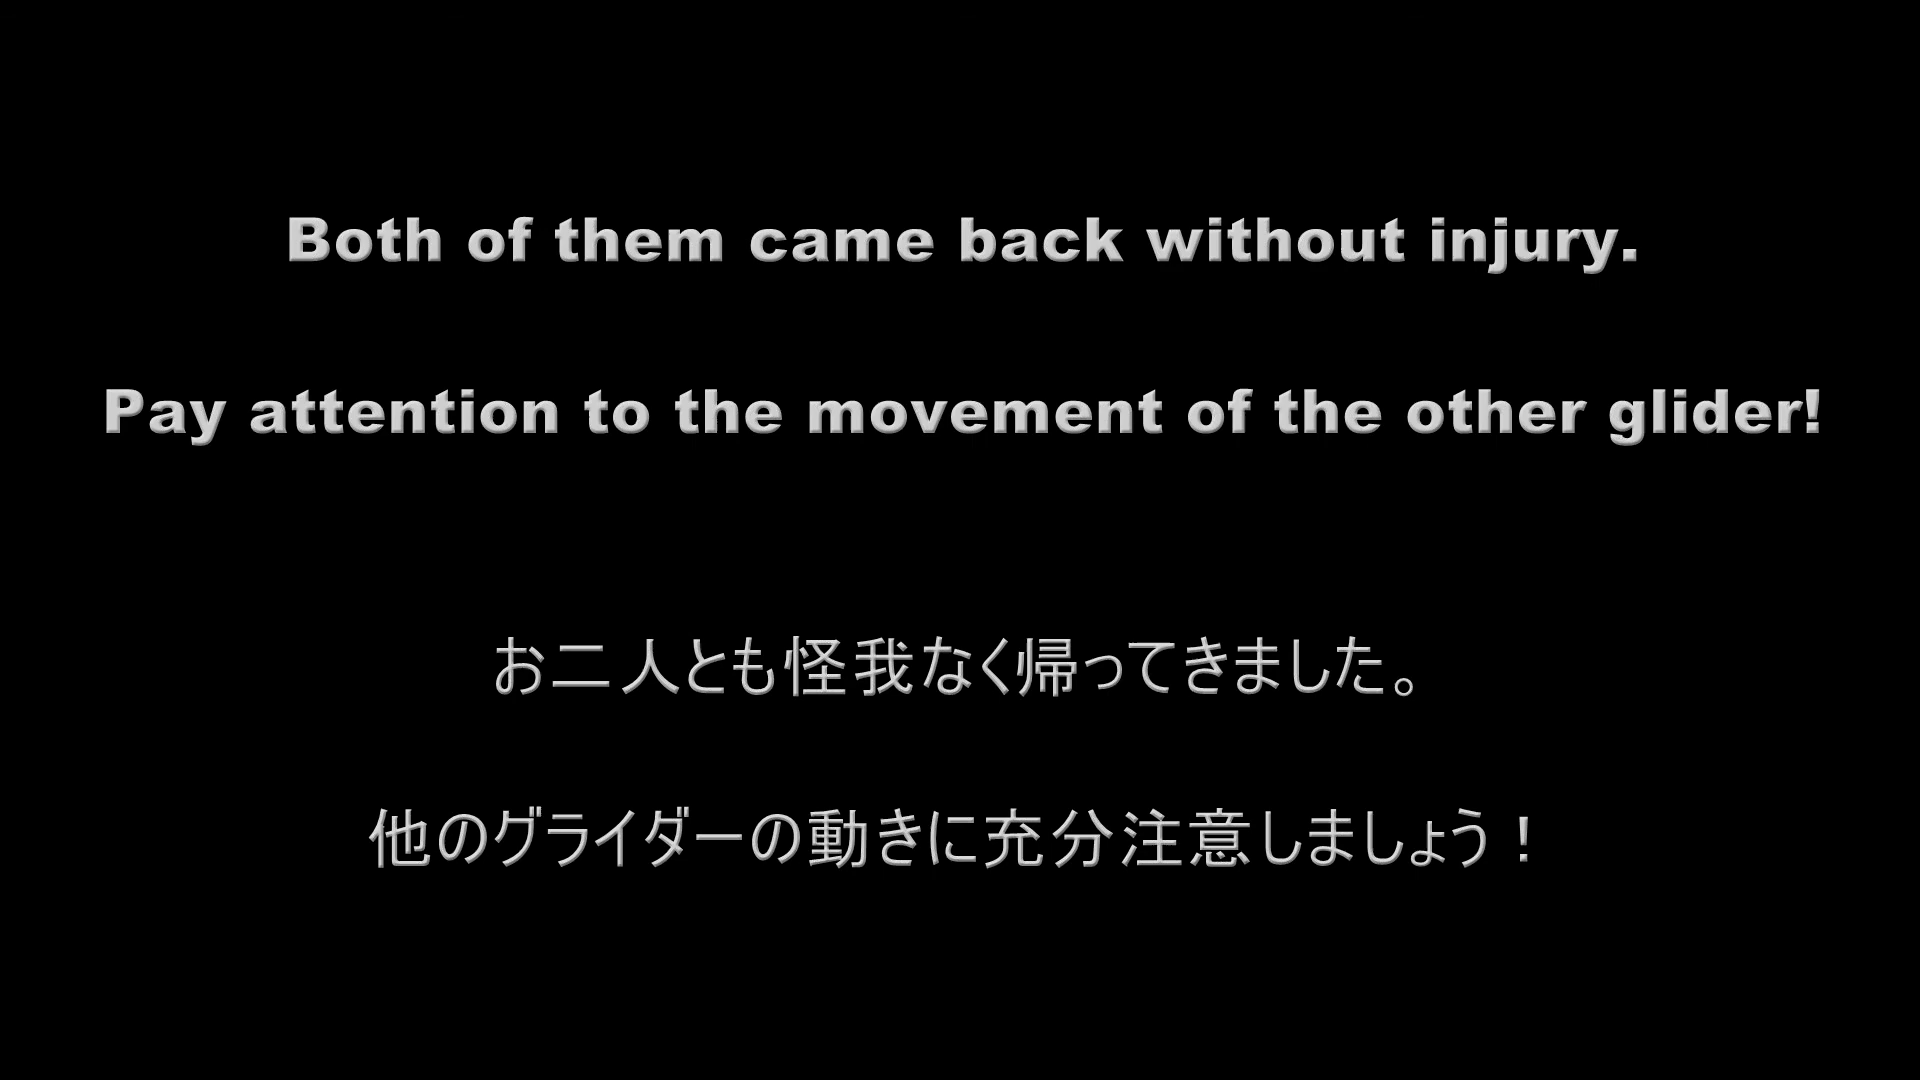 Both of them came back without injury.
Pay attention to the movement of the other glider!
お二人とも怪我なく帰ってきました。
他のグライダーの動きに充分注意しましょう！